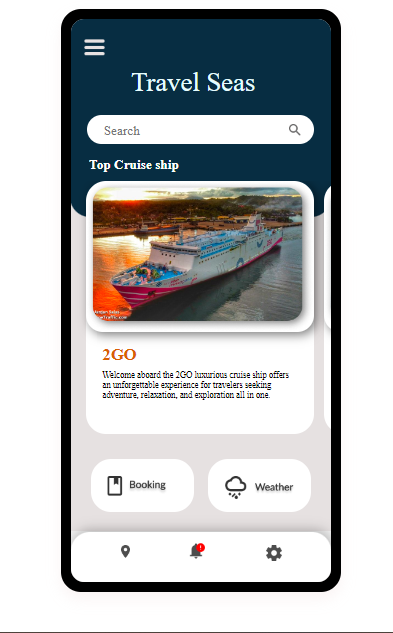 Travel Seas
Search
Top Cruise ship
2GO
Welcome aboard the 2GO luxurious cruise ship offers
an unforgettable experience for travelers seeking
adventure, relaxation, and exploration all in one.
Booking
Weather